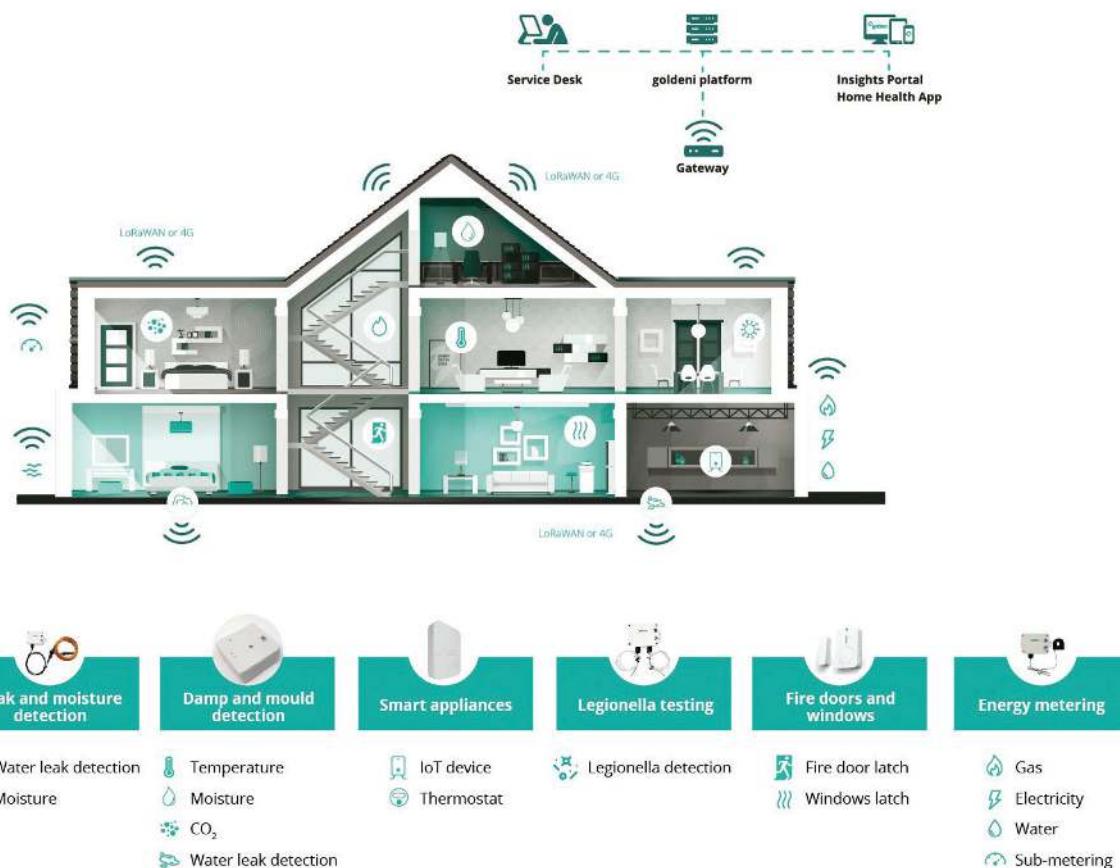 Service Desk
goldeni platform
Insights Portal
Home Health App
Gateway
LoRaWAN or 4G
LoRaWAN or 4G
LoRaWAN or 4G
ak and moisture
detection
Water leak detection
Moisture
Damp and mould
detection
Temperature
Moisture
CO₂
Water leak detection
Smart appliances
IoT device
Thermostat
Legionella testing
Legionella detection
Fire doors and
windows
Fire door latch
Windows latch
Energy metering
Gas
Electricity
Water
Sub-metering